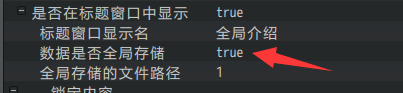 是否在标题窗口中显示 true
标题窗口显示名 全局介绍
数据是否全局存储 true
全局存储的文件路径 1